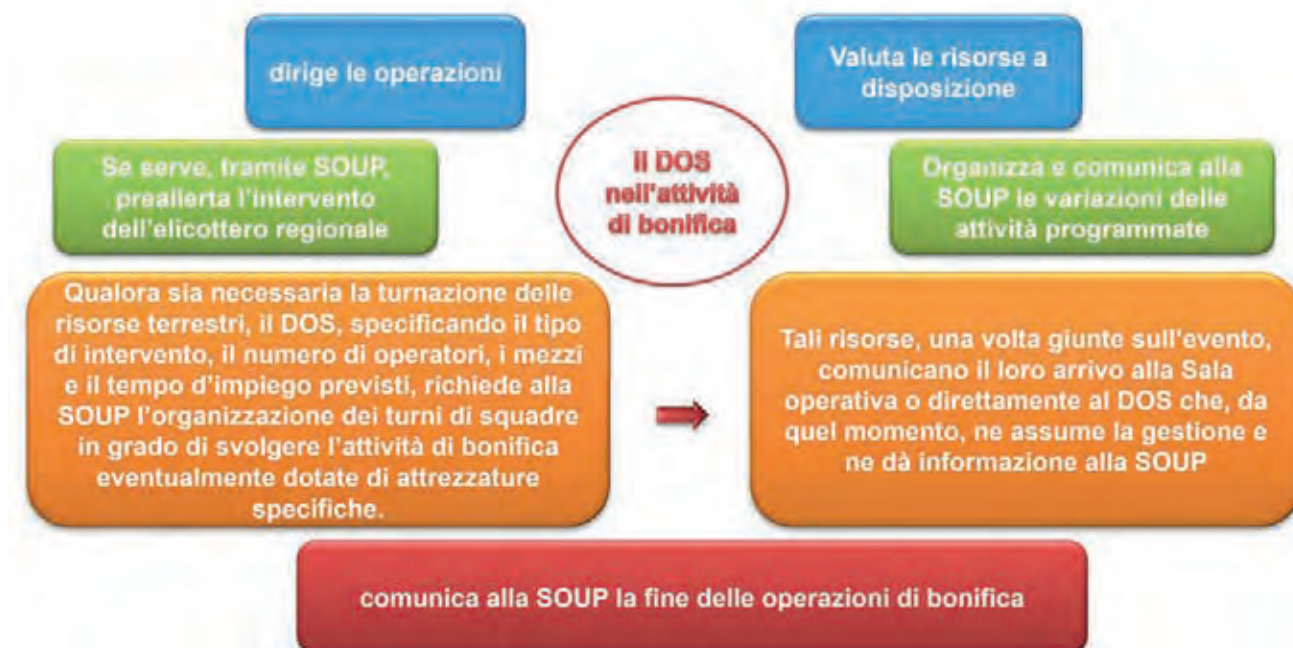 dirige le operazioni
Valuta le risorse a
disposizione
Il DOS
nell'attività
di bonifica
Se serve, tramite SOUP,
preallerta l'intervento
dell'elicottero regionale
Organizza e comunica alla
SOUP le variazioni delle
attività programmate
Qualora sia necessaria la turnazione delle
risorse terrestri, il DOS, specificando il tipo
di intervento, il numero di operatori, i mezzi
e il tempo d'impiego previsti, richiede alla
SOUP l'organizzazione dei turni di squadre
in grado di svolgere l'attività di bonifica
eventualmente dotate di attrezzature
specifiche.
Tali risorse, una volta giunte sull'evento,
comunicano il loro arrivo alla Sala
operativa o direttamente al DOS che, da
quel momento, ne assume la gestione e
ne dà informazione alla SOUP
comunica alla SOUP la fine delle operazioni di bonifica